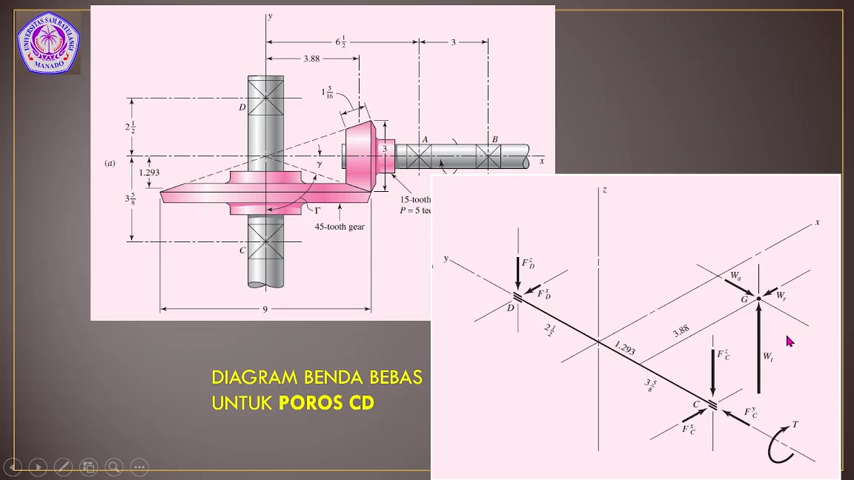 UNIVERSITAS SAM RATULANGI
MANADO
y
6 1/2
3
3.88
1 5/16
D
A
B
2 1/2
3
(a)
x
γ
1.293
3 5/8
Γ
15-tooth
P = 5 tee
45-tooth gear
C
9
z
x
y
F_D^z
F_D^x
D
W_a
W_r
G
2 1/2
1.293
3.88
F_C^z
W_t
3 5/8
C
F_C^y
F_C^x
T
DIAGRAM BENDA BEBAS
UNTUK POROS CD